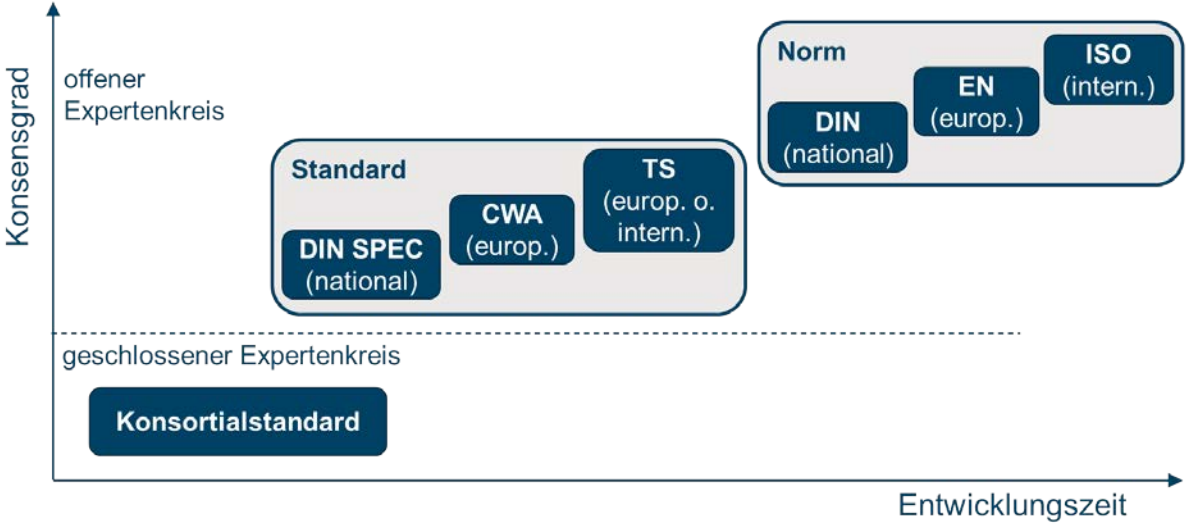 Konsensgrad
offener
Expertenkreis
Norm
ISO
(intern.)
EN
(europ.)
DIN
(national)
Standard
TS
(europ. o.
intern.)
CWA
(europ.)
DIN SPEC
(national)
geschlossener Expertenkreis
Konsortialstandard
Entwicklungszeit